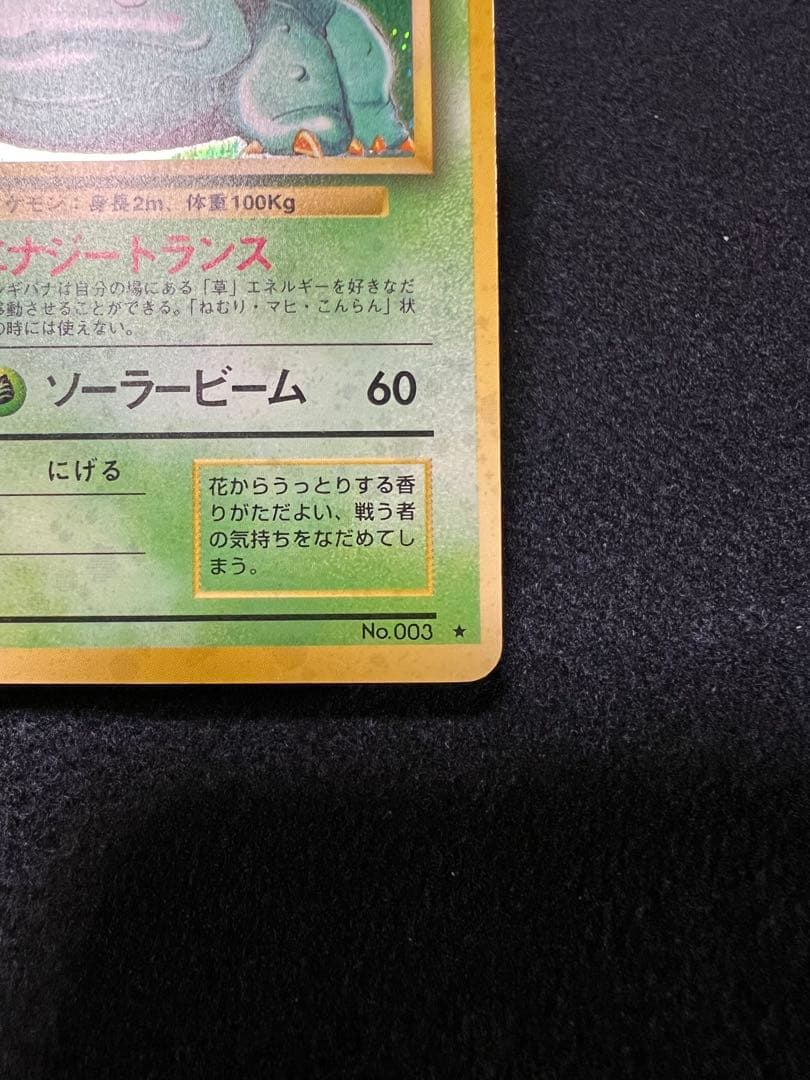 ケモン：身長2m、体重100Kg
エナジートランス
ルギバナは自分の場にある「草」エネルギーを好きなだ
移動させることができる。「ねむり・マヒ・こんらん」状
の時には使えない。
ソーラービーム 60
にげる
花からうっとりする香
りがただよい、戦う者
の気持ちをなだめてし
まう。
No.003 ★